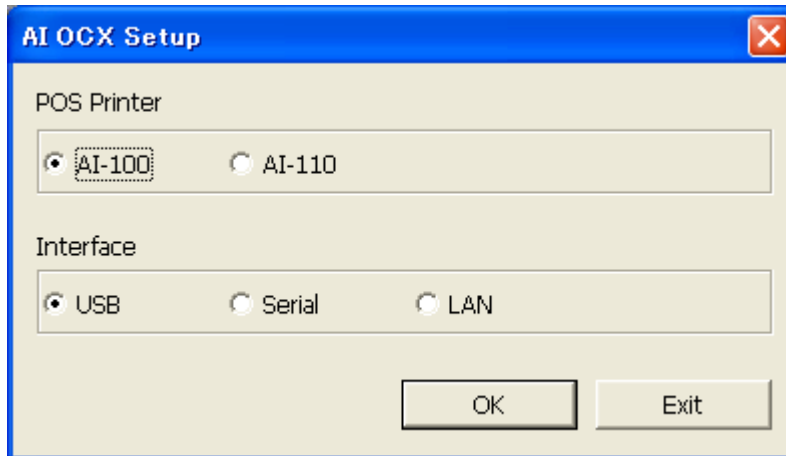 AI OCX Setup
POS Printer
AI-100 AI-110
Interface
USB Serial LAN
OK Exit